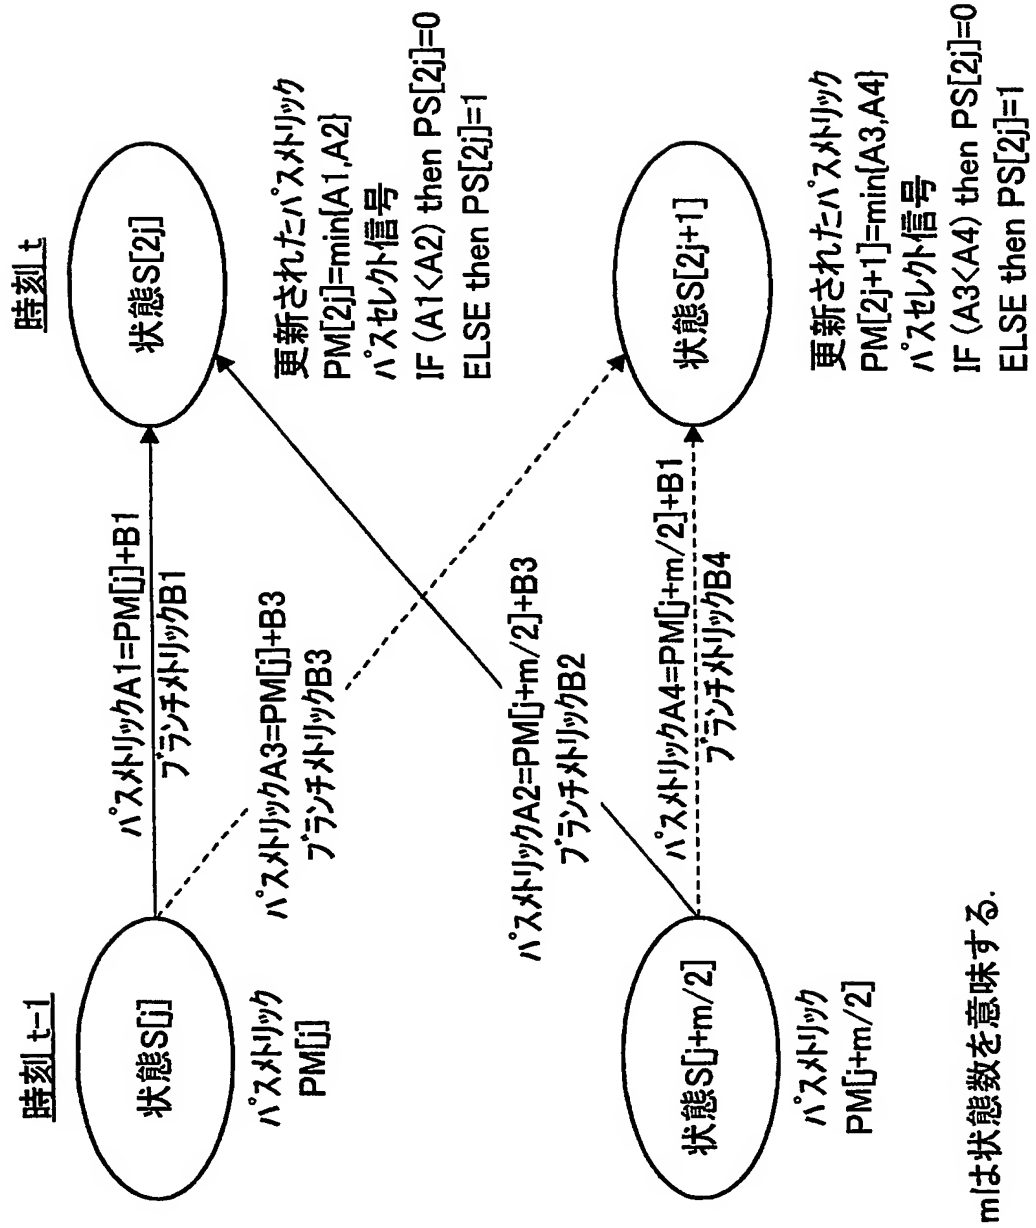 時刻 t-1
時刻 t
状態S[j]
パスメトリック
PM[j]
パスメトリックA1=PM[j]+B1
ブランチメトリックB1
パスメトリックA3=PM[j]+B3
ブランチメトリックB3
状態S[2j]
更新されたパスメトリック
PM[2j]=min{A1,A2}
パスセレクト信号
IF (A1<A2) then PS[2j]=0
ELSE then PS[2j]=1
状態S[j+m/2]
パスメトリック
PM[j+m/2]
パスメトリックA2=PM[j+m/2]+B3
ブランチメトリックB2
パスメトリックA4=PM[j+m/2]+B1
ブランチメトリックB4
状態S[2j+1]
更新されたパスメトリック
PM[2j+1]=min{A3,A4}
パスセレクト信号
IF (A3<A4) then PS[2j]=0
ELSE then PS[2j]=1
mは状態数を意味する.